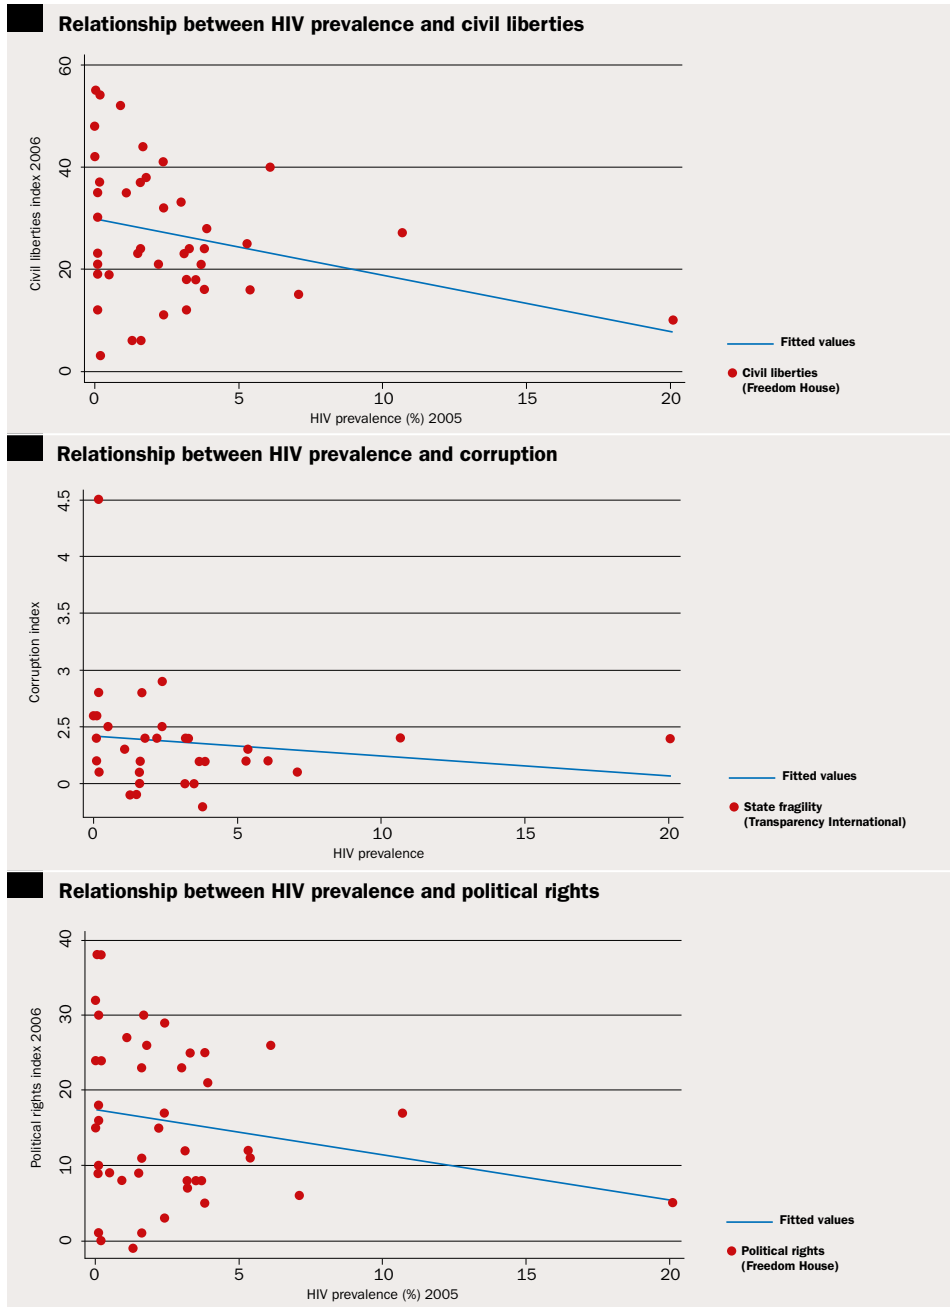 Relationship between HIV prevalence and civil liberties
Civil liberties index 2006
60
40
20
0
0 5 10 15 20
HIV prevalence (%) 2005
Fitted values
Civil liberties
(Freedom House)
Relationship between HIV prevalence and corruption
Corruption index
4.5
4
3.5
3
2.5
0
0 5 10 15 20
HIV prevalence
Fitted values
State fragility
(Transparency International)
Relationship between HIV prevalence and political rights
Political rights index 2006
40
30
20
10
0
0 5 10 15 20
HIV prevalence (%) 2005
Fitted values
Political rights
(Freedom House)